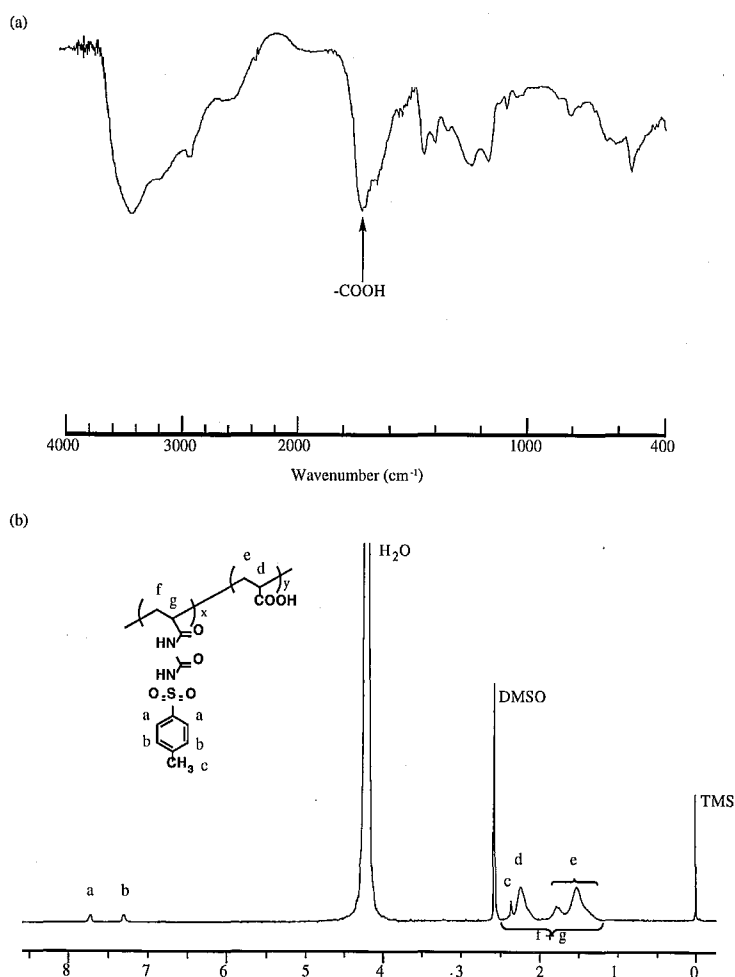 (a)
-COOH
4000 3000 2000 1000 400
Wavenumber (cm⁻¹)
(b)
H₂O
e
d
f
g
y
COOH
x
O
HN
O
HN
O=S=O
a a
b b
CH₃ c
DMSO
TMS
a b c d e
f + g
8 7 6 5 4 3 2 1 0